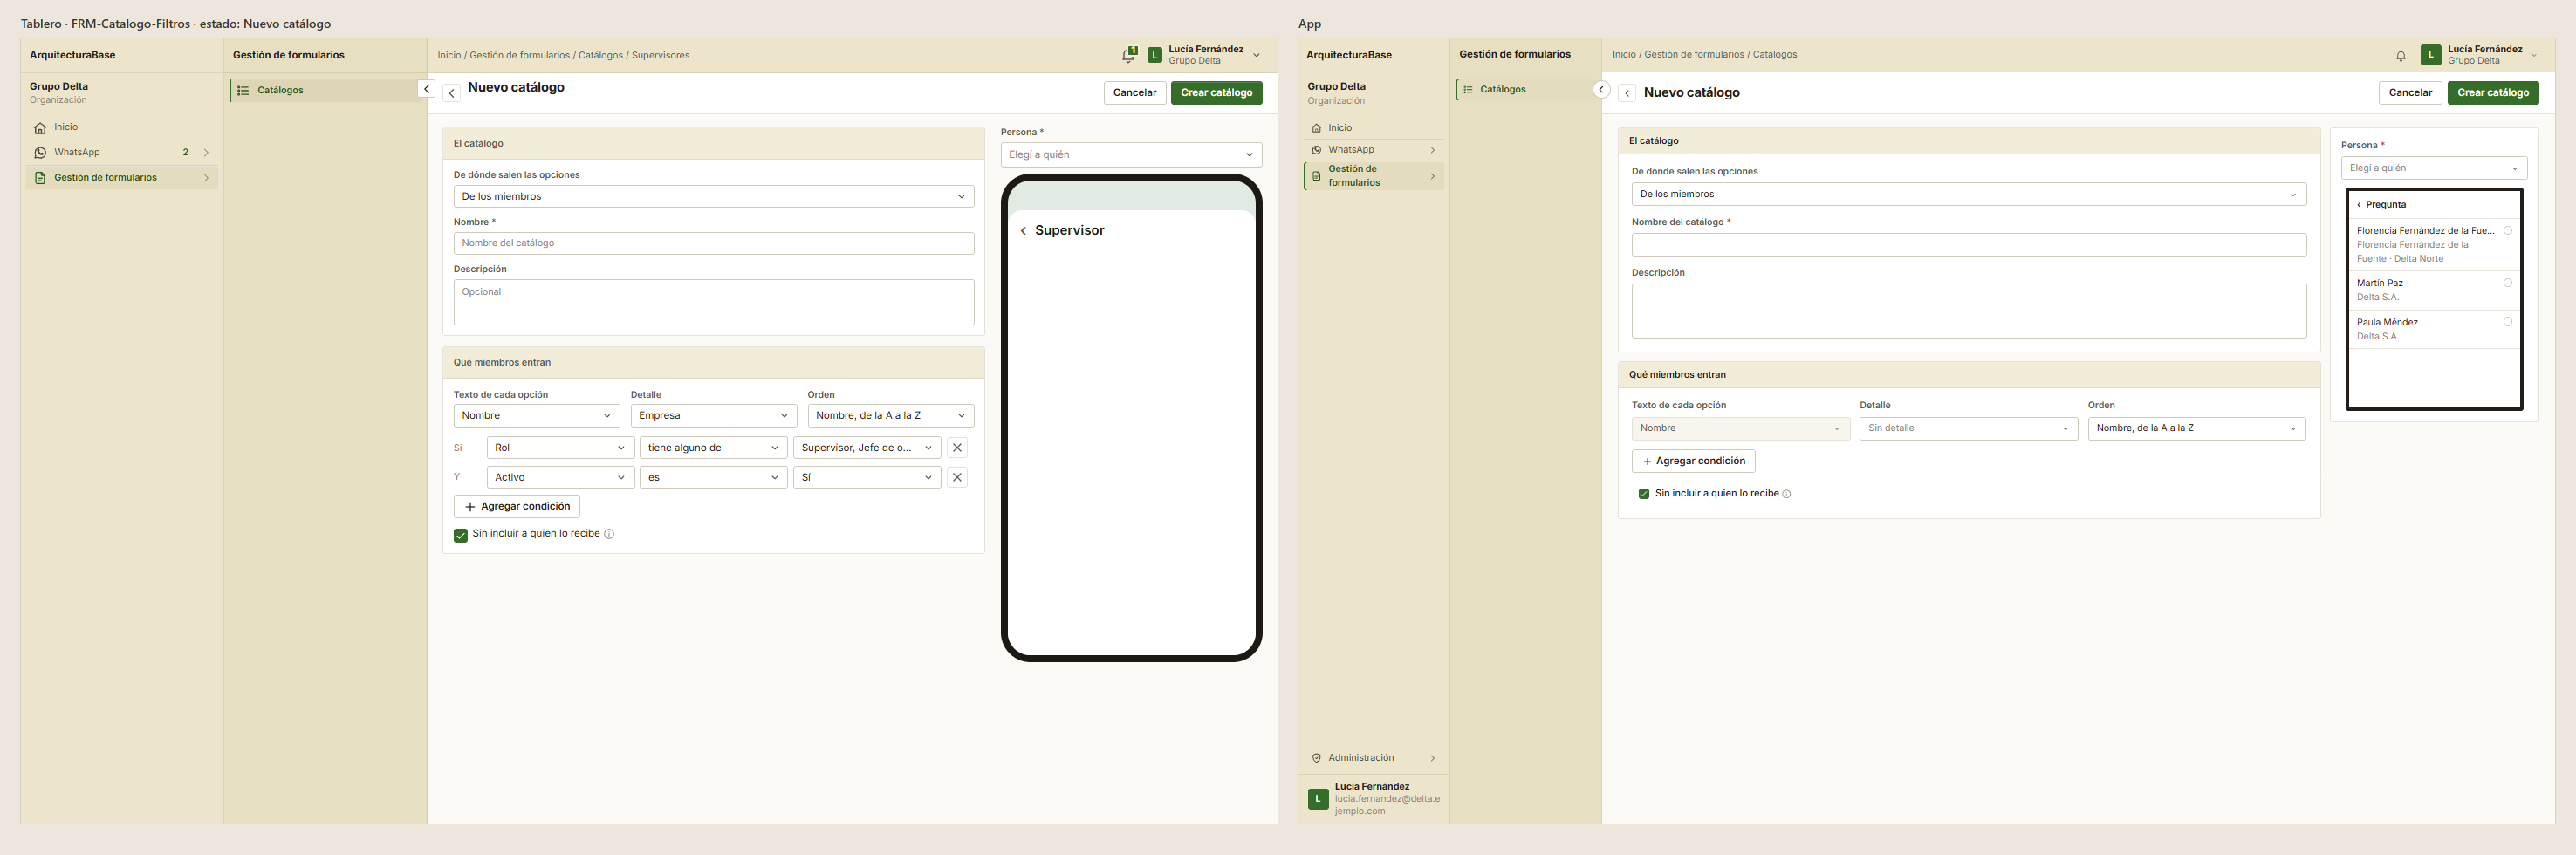 Tablero · FRM-Catalogo-Filtros · estado: Nuevo catálogo
ArquitecturaBase
Grupo Delta
Organización
Inicio
WhatsApp 2
Gestión de formularios
Gestión de formularios
Catálogos
Inicio / Gestión de formularios / Catálogos / Supervisores
1
L
Lucía Fernández
Grupo Delta
Nuevo catálogo
Cancelar
Crear catálogo
El catálogo
De dónde salen las opciones
De los miembros
Nombre *
Nombre del catálogo
Descripción
Opcional
Qué miembros entran
Texto de cada opción Detalle Orden
Nombre Empresa Nombre, de la A a la Z
Si Rol tiene alguno de Supervisor, Jefe de o...
Y Activo es Sí
Agregar condición
Sin incluir a quien lo recibe
Persona *
Elegí a quién
Supervisor
App
ArquitecturaBase
Grupo Delta
Organización
Inicio
WhatsApp
Gestión de
formularios
Administración
L
Lucía Fernández
lucia.fernandez@delta.e
jemplo.com
Gestión de formularios
Catálogos
Inicio / Gestión de formularios / Catálogos
L
Lucía Fernández
Grupo Delta
Nuevo catálogo
Cancelar
Crear catálogo
El catálogo
De dónde salen las opciones
De los miembros
Nombre del catálogo *
Descripción
Qué miembros entran
Texto de cada opción Detalle Orden
Nombre Sin detalle Nombre, de la A a la Z
Agregar condición
Sin incluir a quien lo recibe
Persona *
Elegí a quién
Pregunta
Florencia Fernández de la Fue...
Florencia Fernández de la
Fuente · Delta Norte
Martín Paz
Delta S.A.
Paula Méndez
Delta S.A.